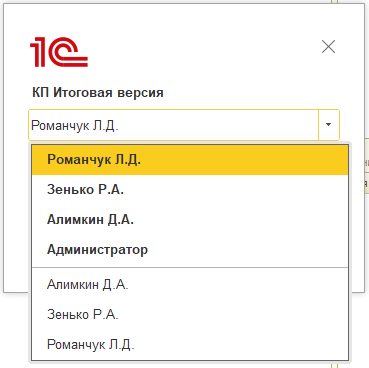 1С
КП Итоговая версия
Романчук Л.Д.
Романчук Л.Д.
Зенько Р.А.
Алимкин Д.А.
Администратор
Алимкин Д.А.
Зенько Р.А.
Романчук Л.Д.